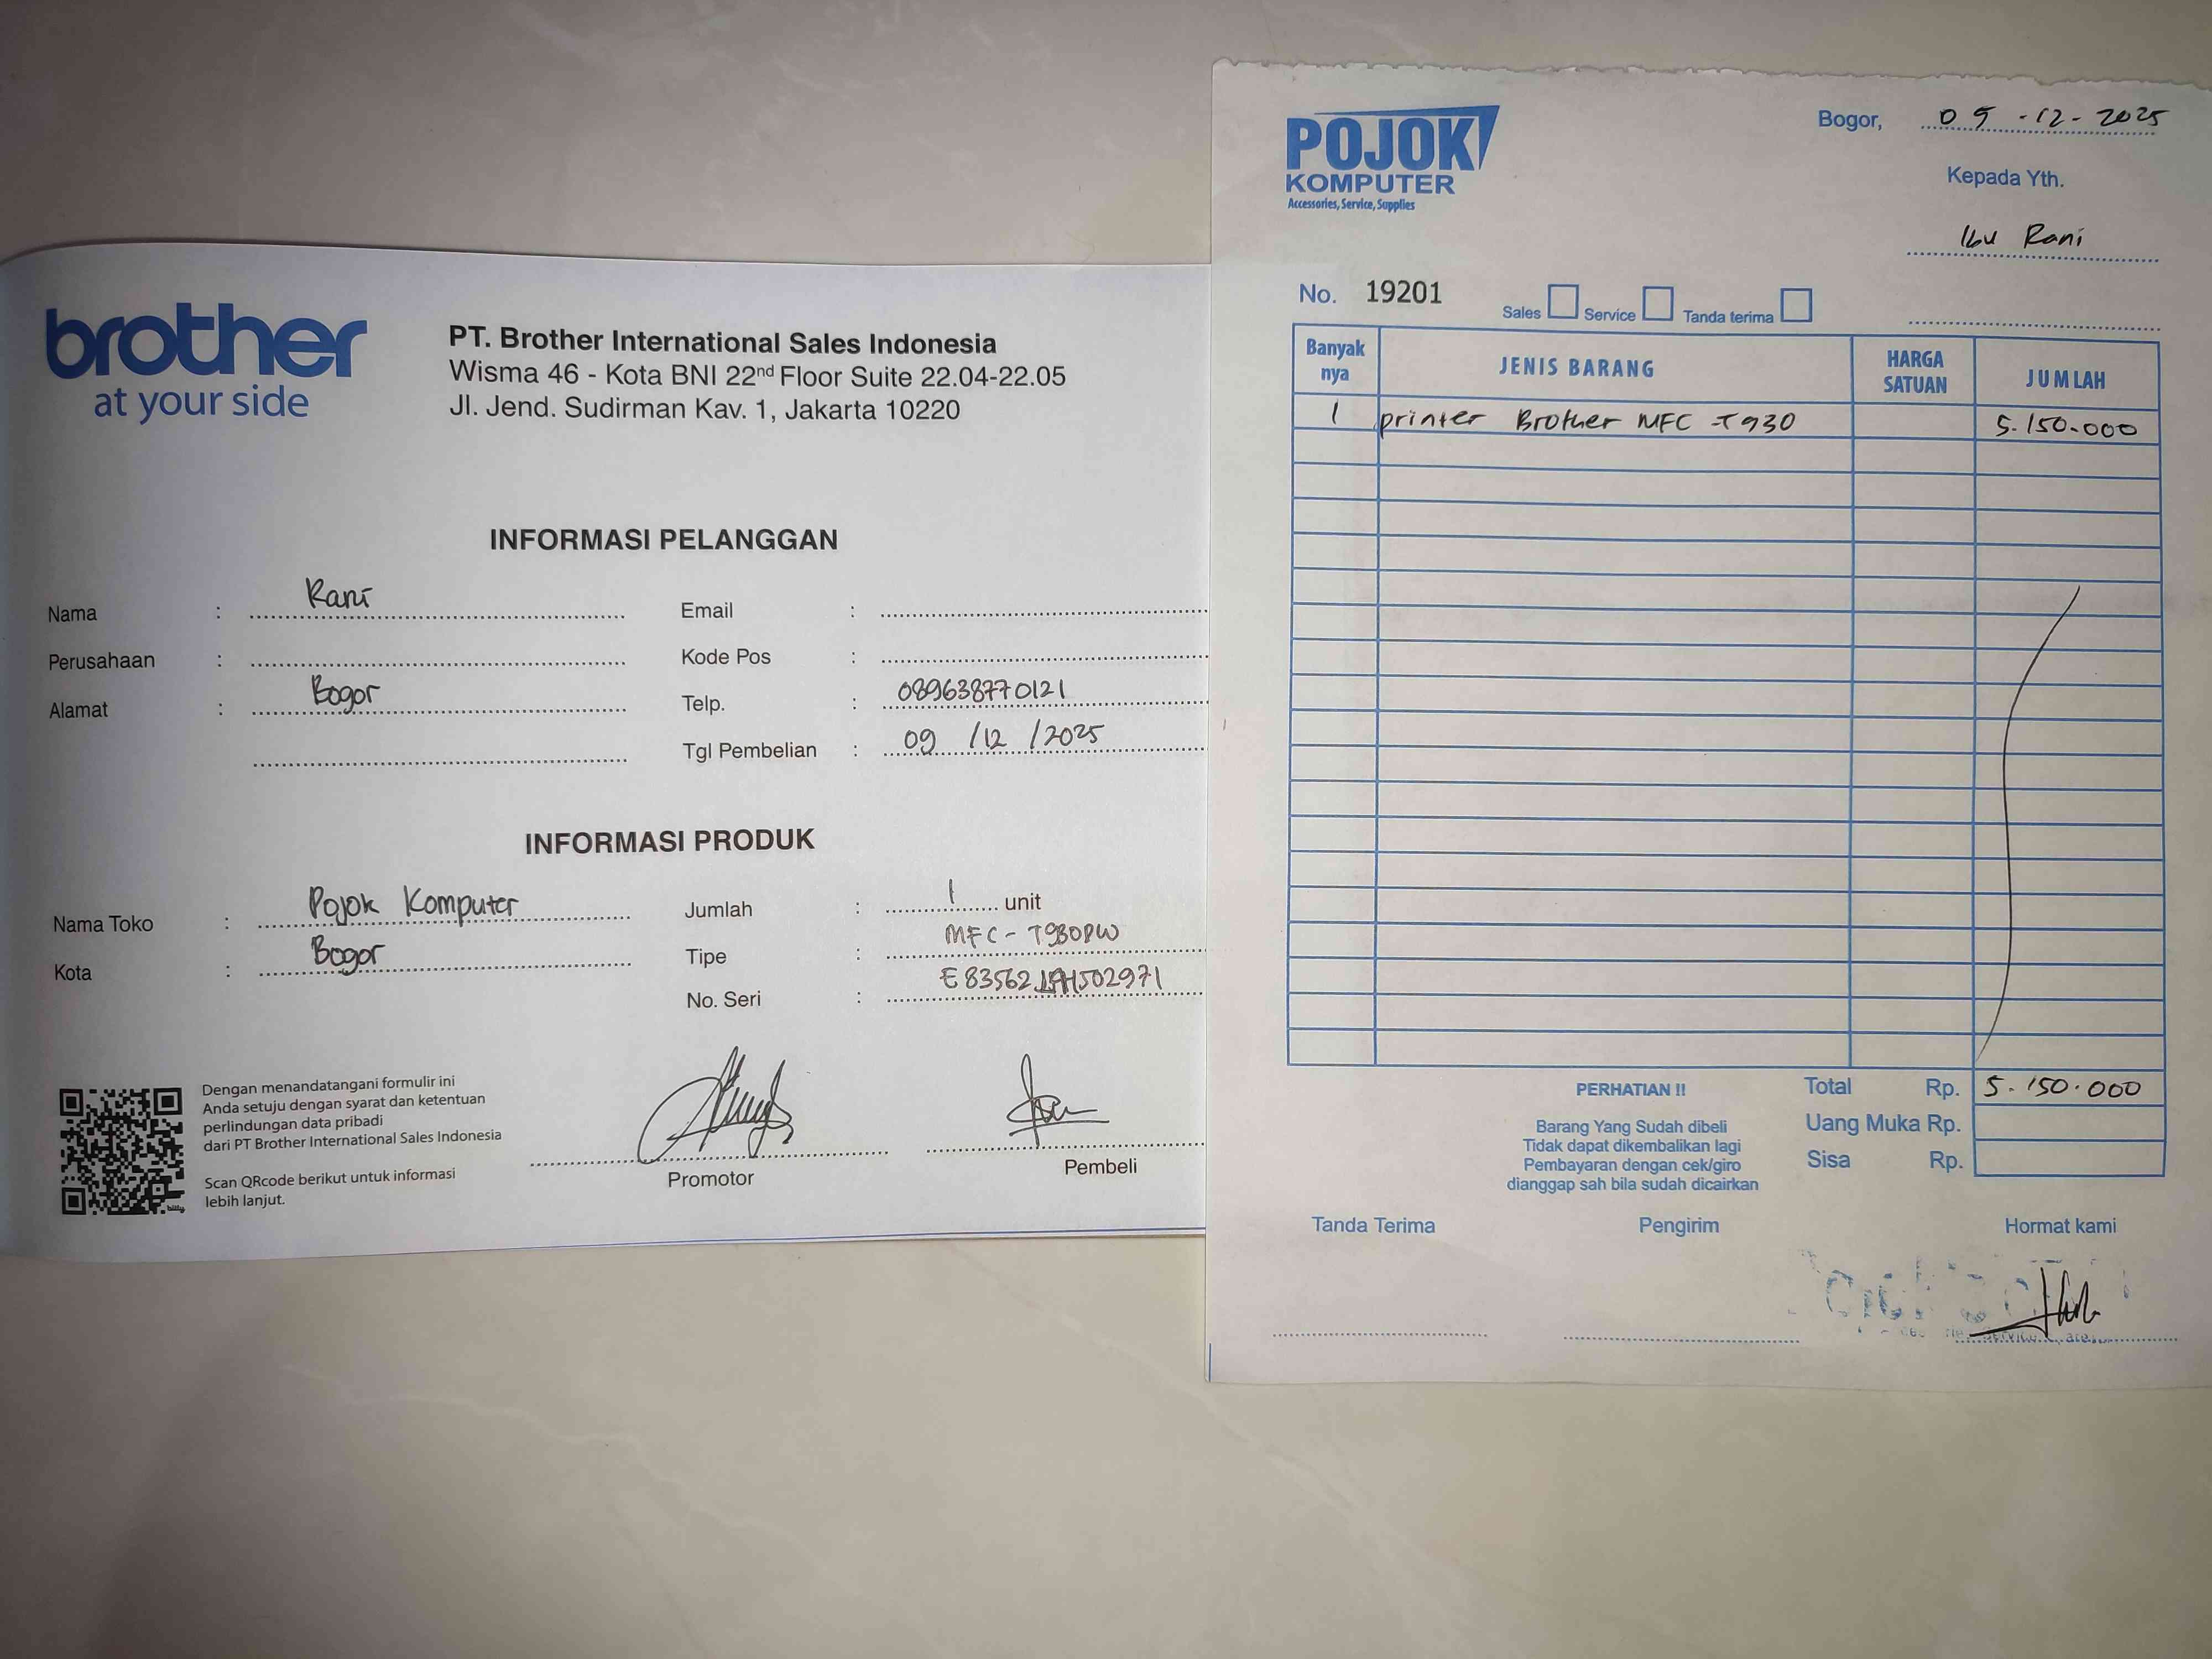 brother
at your side
PT. Brother International Sales Indonesia
Wisma 46 - Kota BNI 22nd Floor Suite 22.04-22.05
Jl. Jend. Sudirman Kav. 1, Jakarta 10220
INFORMASI PELANGGAN
Nama : Rani
Perusahaan :
Alamat : Bogor
Email :
Kode Pos :
Telp. : 089638770121
Tgl Pembelian : 09 /12 /2025
INFORMASI PRODUK
Nama Toko : Pojok Komputer
Kota : Bogor
Jumlah : 1 unit
Tipe : MFC - T930DW
No. Seri :
Dengan menandatangani formulir ini
Anda setuju dengan syarat dan ketentuan
perlindungan data pribadi
dari PT Brother International Sales Indonesia
Scan QRcode berikut untuk informasi
lebih lanjut.
Promotor
Pembeli
POJOK
KOMPUTER
Accessories, Service, Supplies
Bogor, 09 -12- 2025
Kepada Yth.
Ibu Rani
No. 19201
Sales Service Tanda terima
Banyak nya JENIS BARANG HARGA SATUAN JUMLAH
1 printer Brother MFC -T930 5.150.000
PERHATIAN !!
Barang Yang Sudah dibeli
Tidak dapat dikembalikan lagi
Pembayaran dengan cek/giro
dianggap sah bila sudah dicairkan
Total Rp. 5.150.000
Uang Muka Rp.
Sisa Rp.
Tanda Terima Pengirim Hormat kami